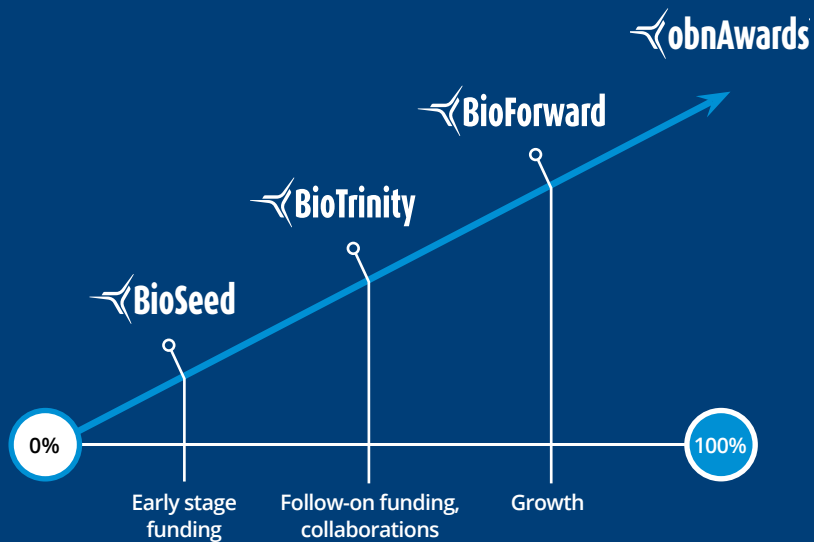 obnAwards
BioForward
BioTrinity
BioSeed
0%
100%
Early stage
funding
Follow-on funding,
collaborations
Growth